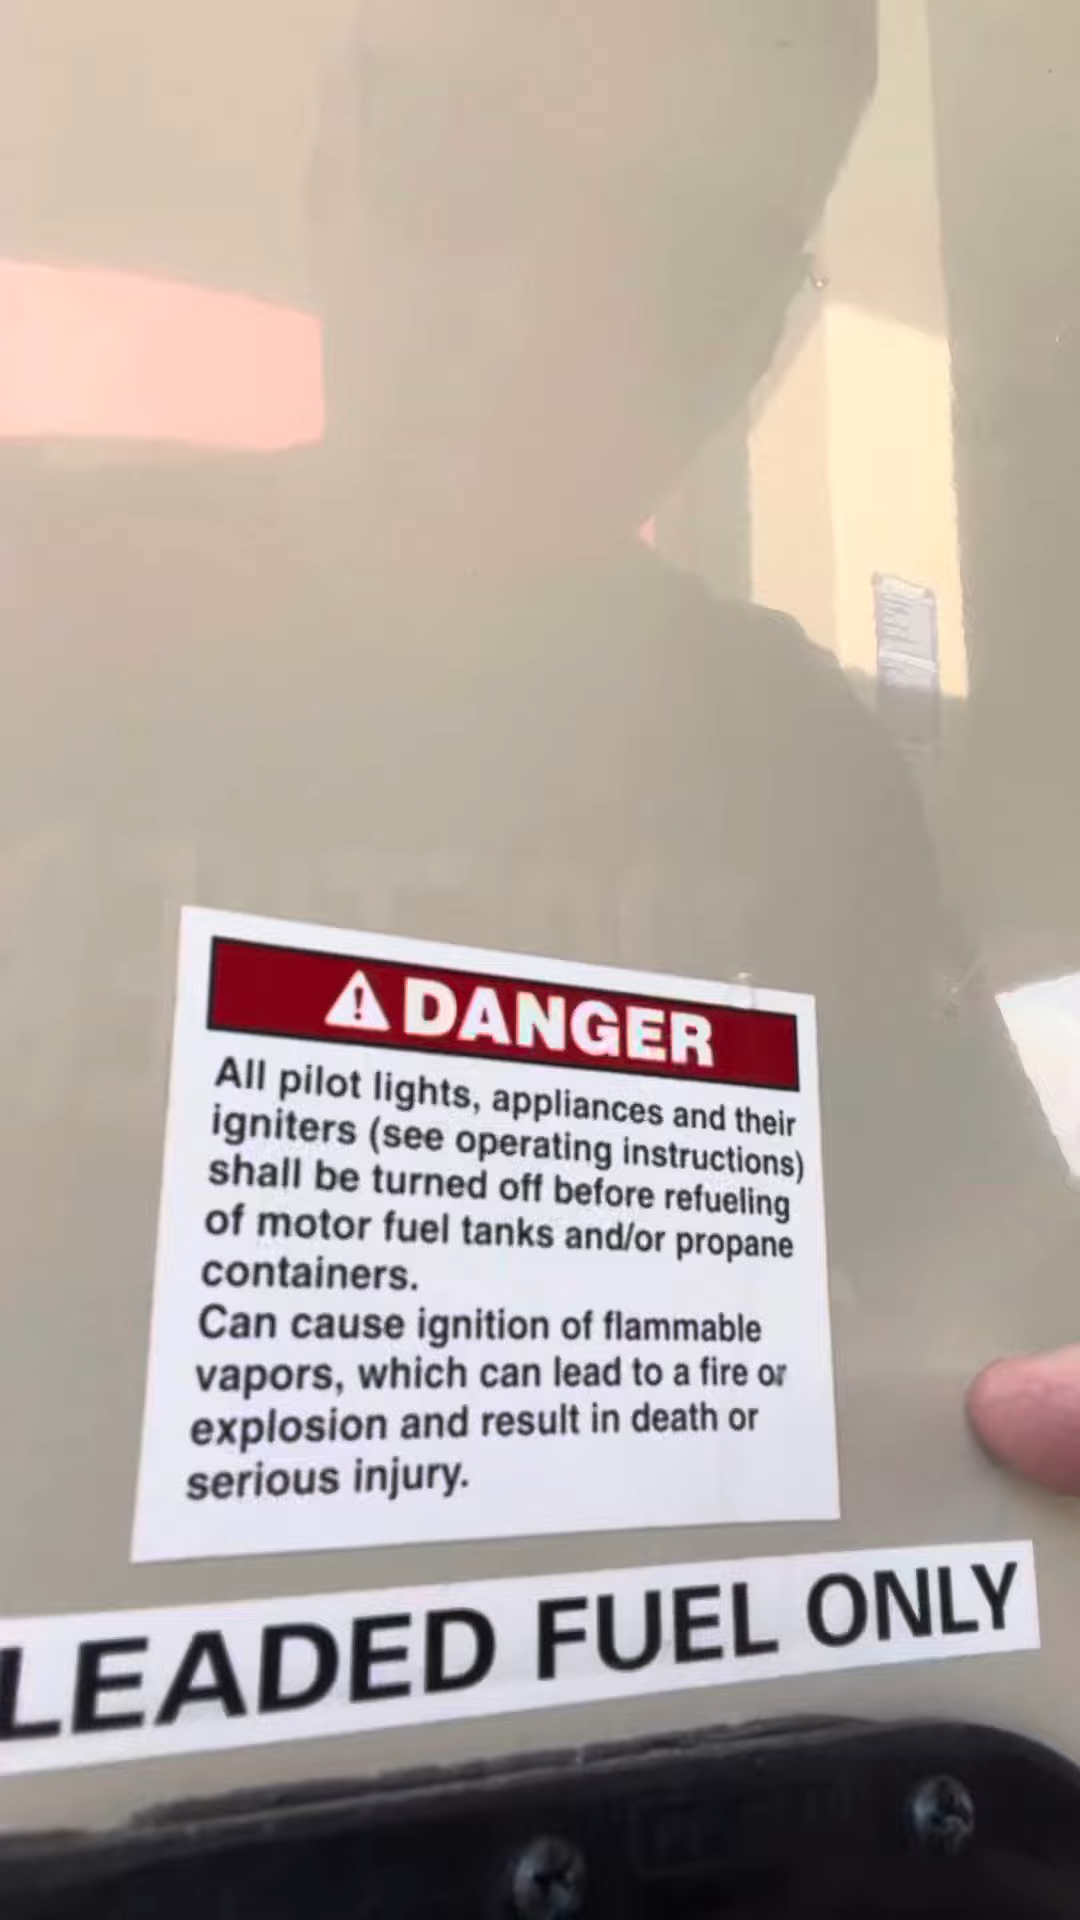 DANGER
All pilot lights, appliances and their
igniters (see operating instructions)
shall be turned off before refueling
of motor fuel tanks and/or propane
containers.
Can cause ignition of flammable
vapors, which can lead to a fire or
explosion and result in death or
serious injury.
LEADED FUEL ONLY